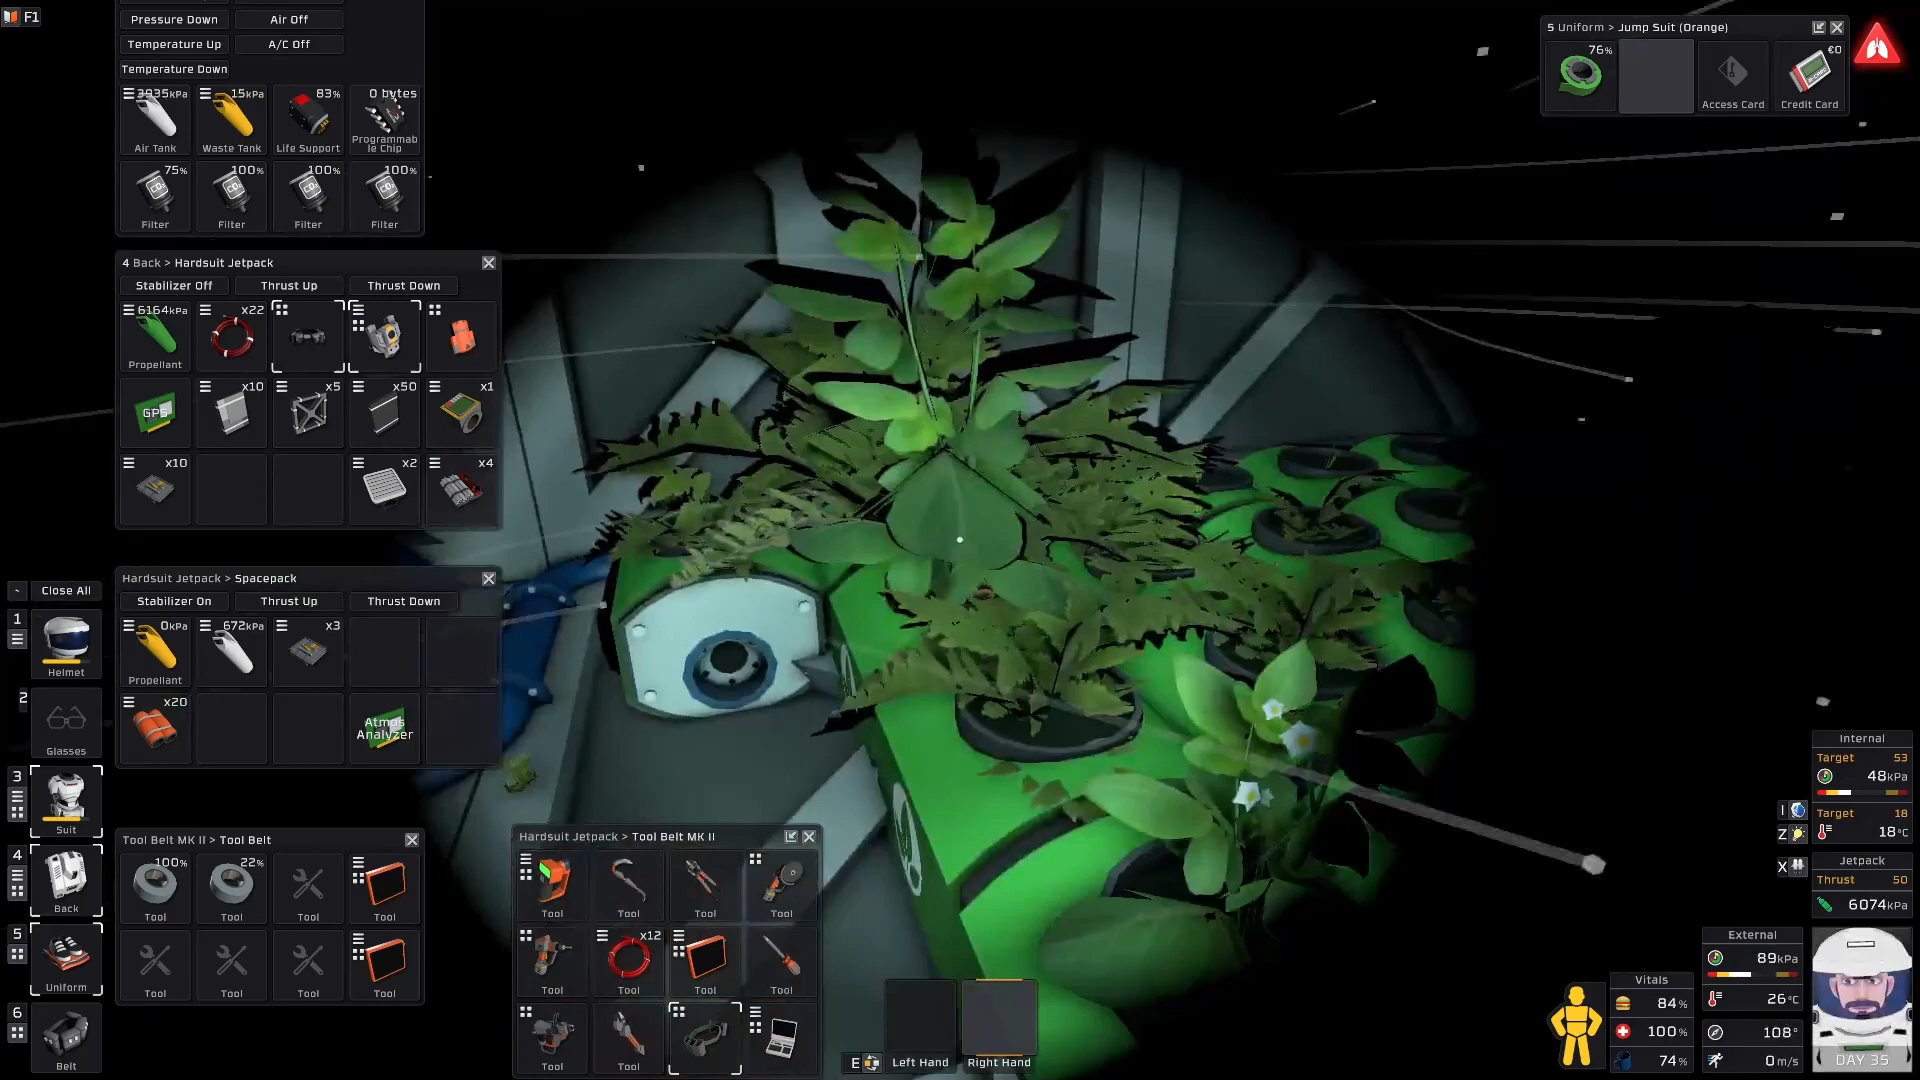 F1
Pressure Down Air Off
Temperature Up A/C Off
Temperature Down
3935kPa 15kPa 83% 0 bytes
Air Tank Waste Tank Life Support Programmab
le Chip
75% 100% 100% 100%
Filter Filter Filter Filter
4 Back > Hardsuit Jetpack
Stabilizer Off Thrust Up Thrust Down
6164kPa x22
Propellant
GPS x10 x5 x50 x1
x10 x2 x4
Hardsuit Jetpack > Spacepack
Stabilizer On Thrust Up Thrust Down
0kPa 672kPa x3
Propellant
x20 Atmos
Analyzer
~ Close All
1
Helmet
2
Glasses
3
Suit
4
Back
5
Uniform
6
Belt
Tool Belt MK II > Tool Belt
100% 22%
Tool Tool Tool Tool
Tool Tool Tool Tool
Hardsuit Jetpack > Tool Belt MK II
Tool Tool Tool Tool
x12
Tool Tool Tool Tool
Tool Tool Tool Tool
E Left Hand Right Hand
5 Uniform > Jump Suit (Orange)
76% €0
Access Card Credit Card
Internal
Target 53
48kPa
Target 18
18°C
I
Z
X
Jetpack
Thrust 50
6074kPa
External
89kPa
26°C
108°
0m/s
Vitals
84%
100%
74%
DAY 35